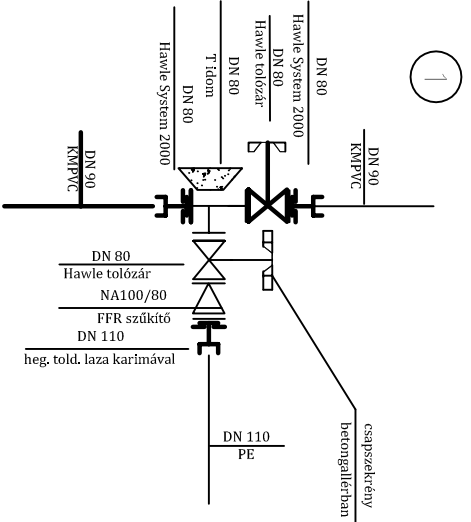 1
DN 80
Hawle System 2000
DN 80
T idom
DN 80
Hawle tolózár
DN 80
Hawle System 2000
DN 90
KMPVC
DN 90
KMPVC
DN 80
Hawle tolózár
NA100/80
FFR szűkítő
DN 110
heg. told. laza karimával
DN 110
PE
csapszekrény
betongallérban